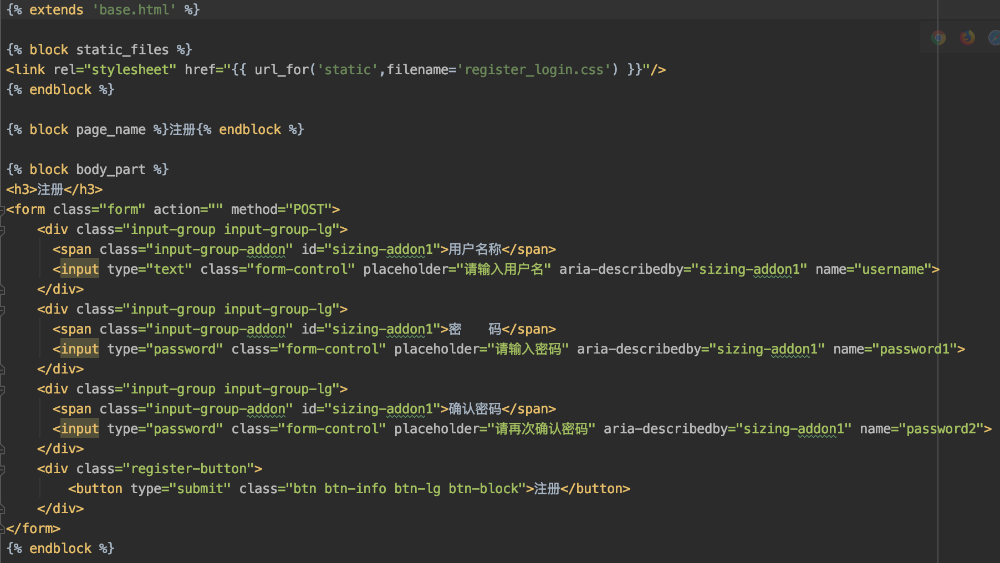 {% extends 'base.html' %}
{% block static_files %}
<link rel="stylesheet" href="{{ url_for('static',filename='register_login.css') }}"/>
{% endblock %}
{% block page_name %}注册{% endblock %}
{% block body_part %}
<h3>注册</h3>
<form class="form" action="" method="POST">
    <div class="input-group input-group-lg">
      <span class="input-group-addon" id="sizing-addon1">用户名称</span>
      <input type="text" class="form-control" placeholder="请输入用户名" aria-describedby="sizing-addon1" name="username">
    </div>
    <div class="input-group input-group-lg">
      <span class="input-group-addon" id="sizing-addon1">密　　码</span>
      <input type="password" class="form-control" placeholder="请输入密码" aria-describedby="sizing-addon1" name="password1">
    </div>
    <div class="input-group input-group-lg">
      <span class="input-group-addon" id="sizing-addon1">确认密码</span>
      <input type="password" class="form-control" placeholder="请再次确认密码" aria-describedby="sizing-addon1" name="password2">
    </div>
    <div class="register-button">
        <button type="submit" class="btn btn-info btn-lg btn-block">注册</button>
    </div>
</form>
{% endblock %}